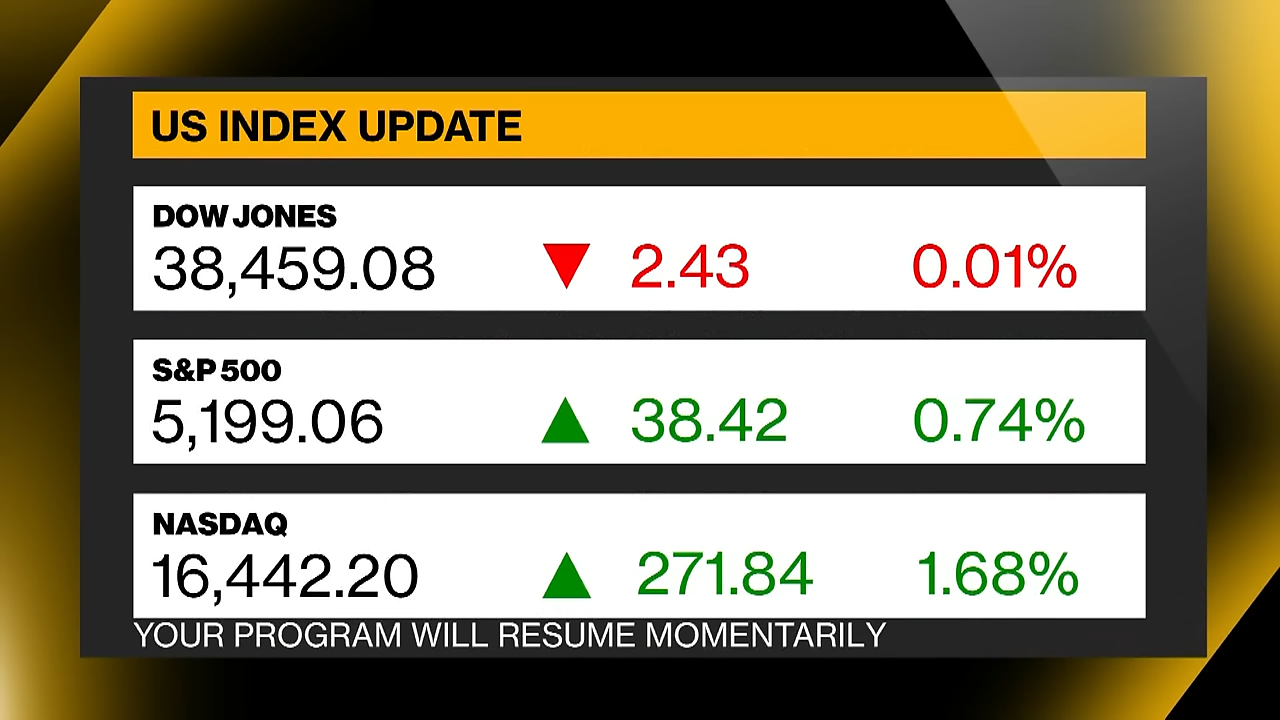 US INDEX UPDATE
DOW JONES
38,459.08 ▼ 2.43 0.01%
S&P 500
5,199.06 ▲ 38.42 0.74%
NASDAQ
16,442.20 ▲ 271.84 1.68%
YOUR PROGRAM WILL RESUME MOMENTARILY